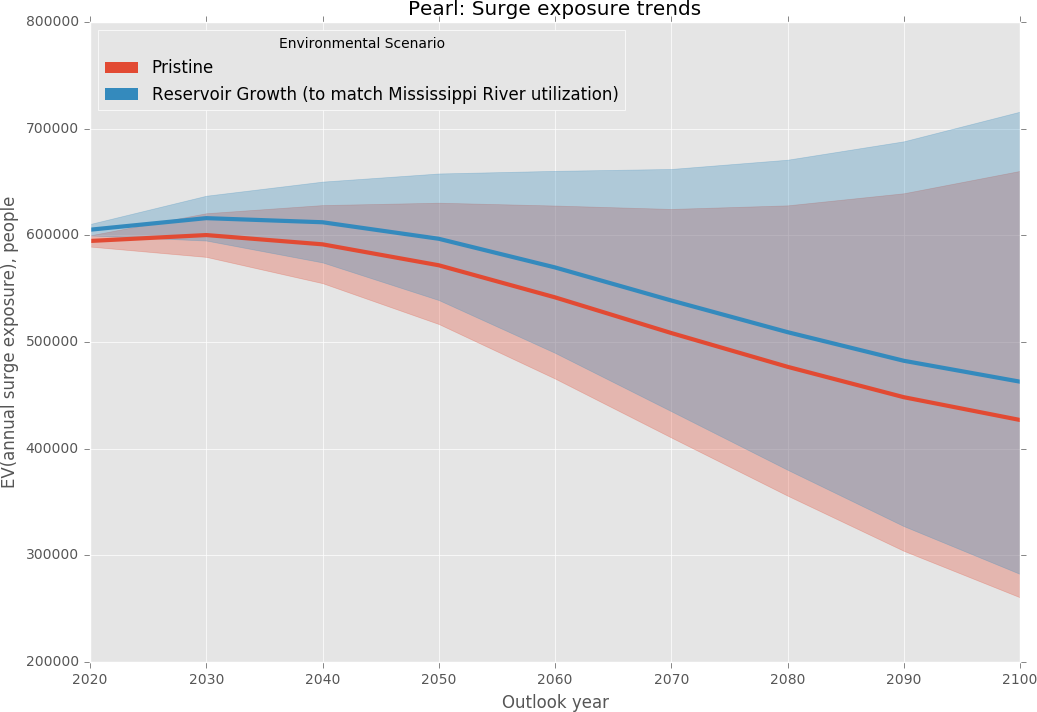 Pearl: Surge exposure trends
Environmental Scenario
Pristine
Reservoir Growth (to match Mississippi River utilization)
EV(annual surge exposure), people
800000
700000
600000
500000
400000
300000
200000
2020 2030 2040 2050 2060 2070 2080 2090 2100
Outlook year